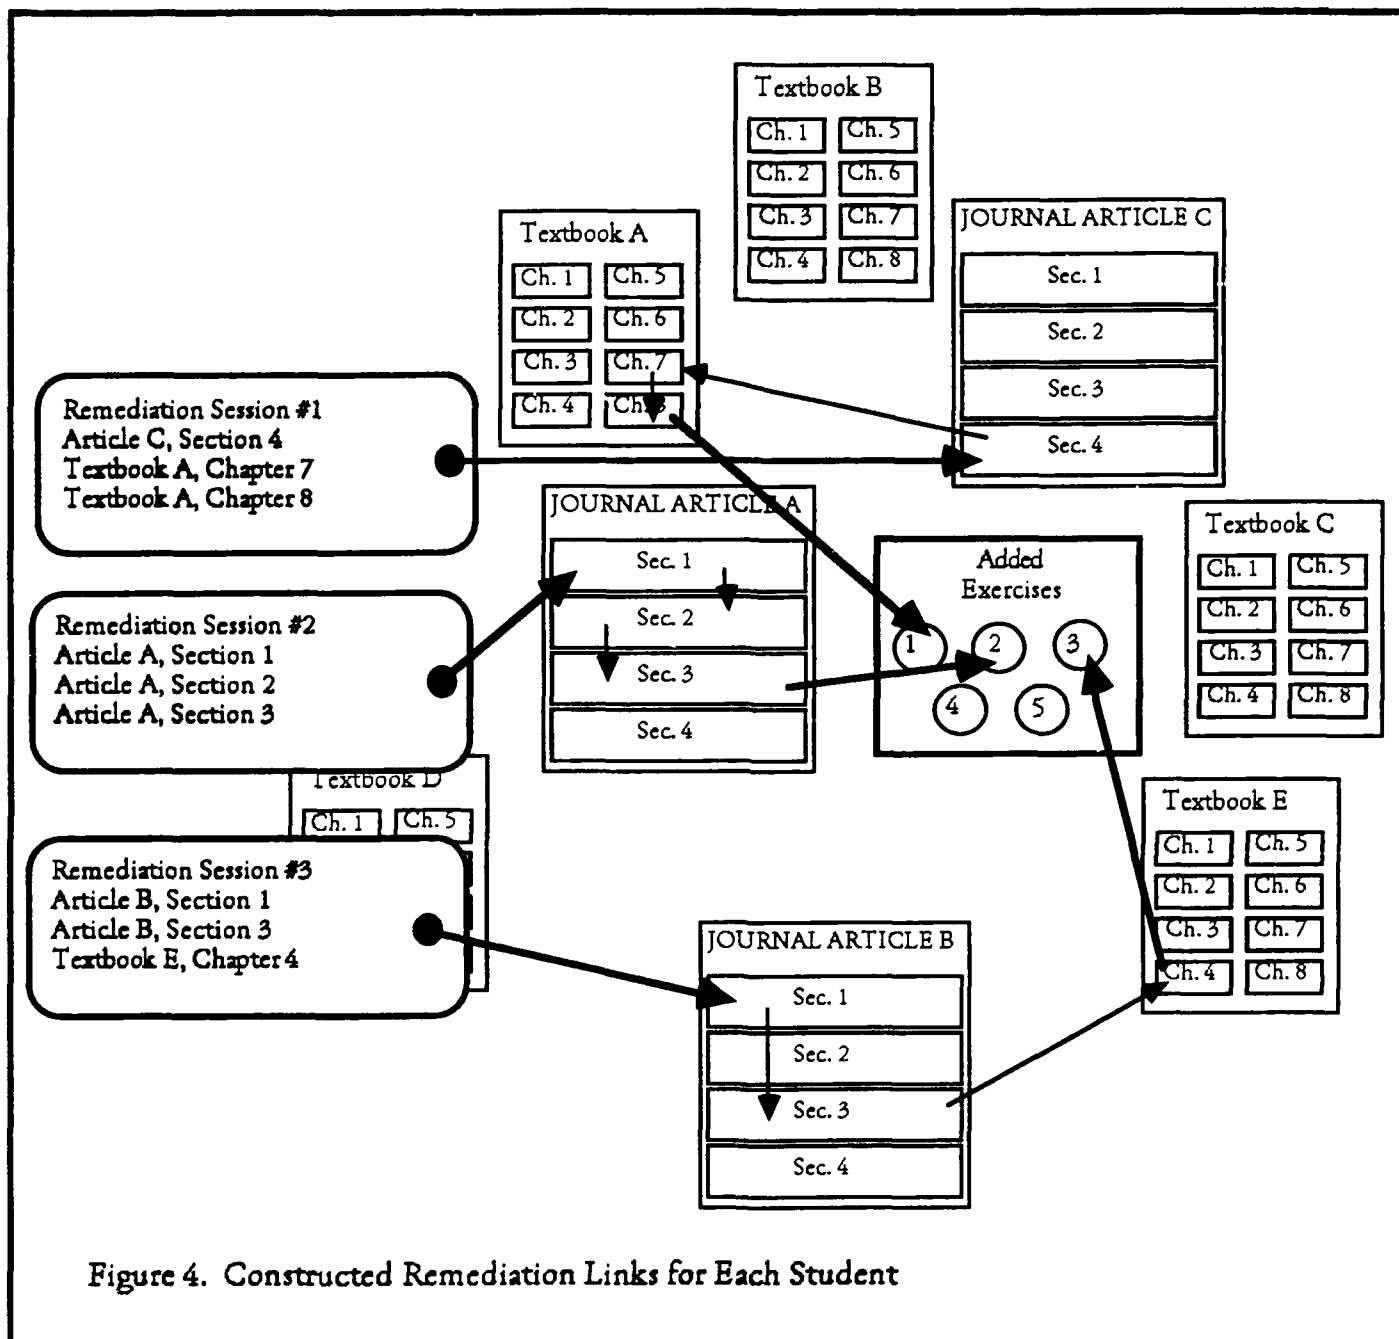 Textbook B
Ch. 1 Ch. 5
Ch. 2 Ch. 6
Ch. 3 Ch. 7
Ch. 4 Ch. 8
JOURNAL ARTICLE C
Sec. 1
Sec. 2
Sec. 3
Sec. 4
Textbook A
Ch. 1 Ch. 5
Ch. 2 Ch. 6
Ch. 3 Ch. 7
Ch. 4 Ch. 8
Remediation Session #1
Article C, Section 4
Textbook A, Chapter 7
Textbook A, Chapter 8
JOURNAL ARTICLE A
Sec. 1
Sec. 2
Sec. 3
Sec. 4
Added
Exercises
1 2 3
4 5
Textbook C
Ch. 1 Ch. 5
Ch. 2 Ch. 6
Ch. 3 Ch. 7
Ch. 4 Ch. 8
Remediation Session #2
Article A, Section 1
Article A, Section 2
Article A, Section 3
Textbook D
Ch. 1 Ch. 5
Textbook E
Ch. 1 Ch. 5
Ch. 2 Ch. 6
Ch. 3 Ch. 7
Ch. 4 Ch. 8
Remediation Session #3
Article B, Section 1
Article B, Section 3
Textbook E, Chapter 4
JOURNAL ARTICLE B
Sec. 1
Sec. 2
Sec. 3
Sec. 4
Figure 4. Constructed Remediation Links for Each Student